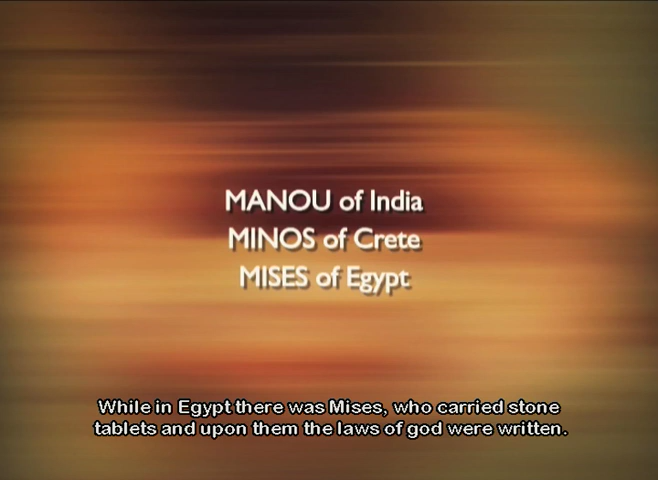 MANOU of India
MINOS of Crete
MISES of Egypt
While in Egypt there was Mises, who carried stone
tablets and upon them the laws of god were written.